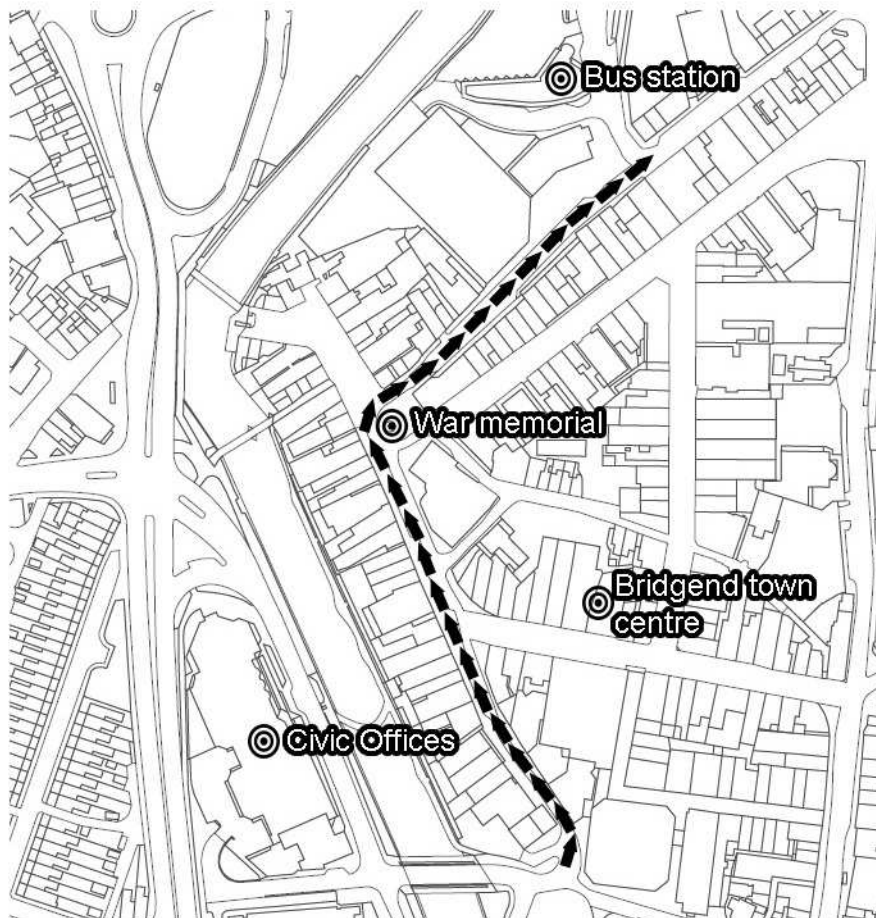 Bus station
War memorial
Bridgend town
centre
Civic Offices